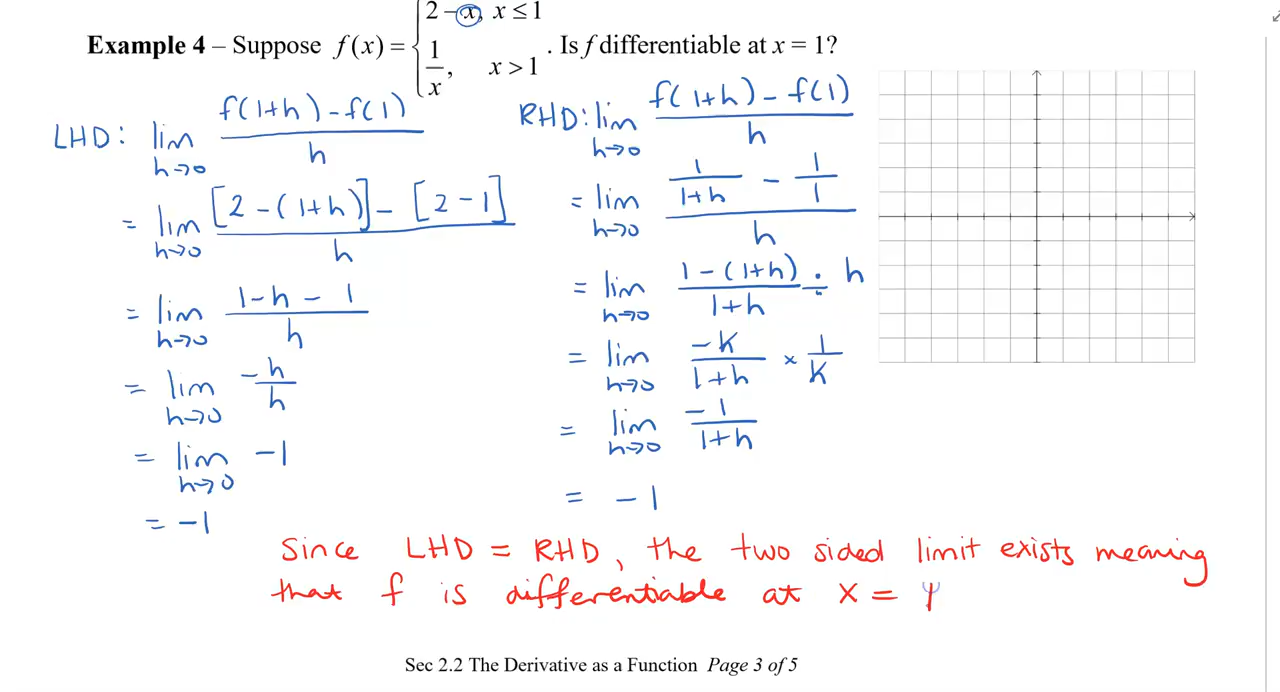 Example 4 – Suppose f(x) = { 2 – x, x ≤ 1
1/x, x > 1 . Is f differentiable at x = 1?
LHD: lim h→0 (f(1+h) – f(1))/h
= lim h→0 ([2 – (1+h)] – [2 – 1])/h
= lim h→0 (1 – h – 1)/h
= lim h→0 –h/h
= lim h→0 –1
= –1
RHD: lim h→0 (f(1+h) – f(1))/h
= lim h→0 (1/(1+h) – 1/1)/h
= lim h→0 (1 – (1+h))/(1+h) ÷ h
= lim h→0 –h/(1+h) × 1/h
= lim h→0 –1/(1+h)
= –1
Since LHD = RHD, the two sided limit exists meaning
that f is differentiable at x =
Sec 2.2 The Derivative as a Function Page 3 of 5